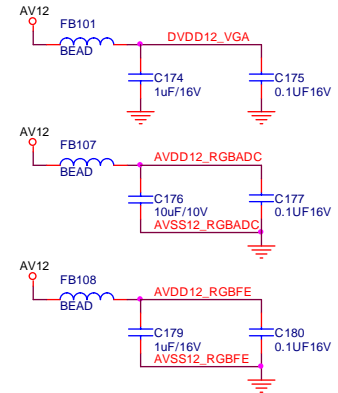 AV12
FB101
DVDD12_VGA
BEAD
C174
1uF/16V
C175
0.1UF16V
AV12
FB107
AVDD12_RGBADC
BEAD
C176
10uF/10V
C177
0.1UF16V
AVSS12_RGBADC
AV12
FB108
AVDD12_RGBFE
BEAD
C179
1uF/16V
C180
0.1UF16V
AVSS12_RGBFE